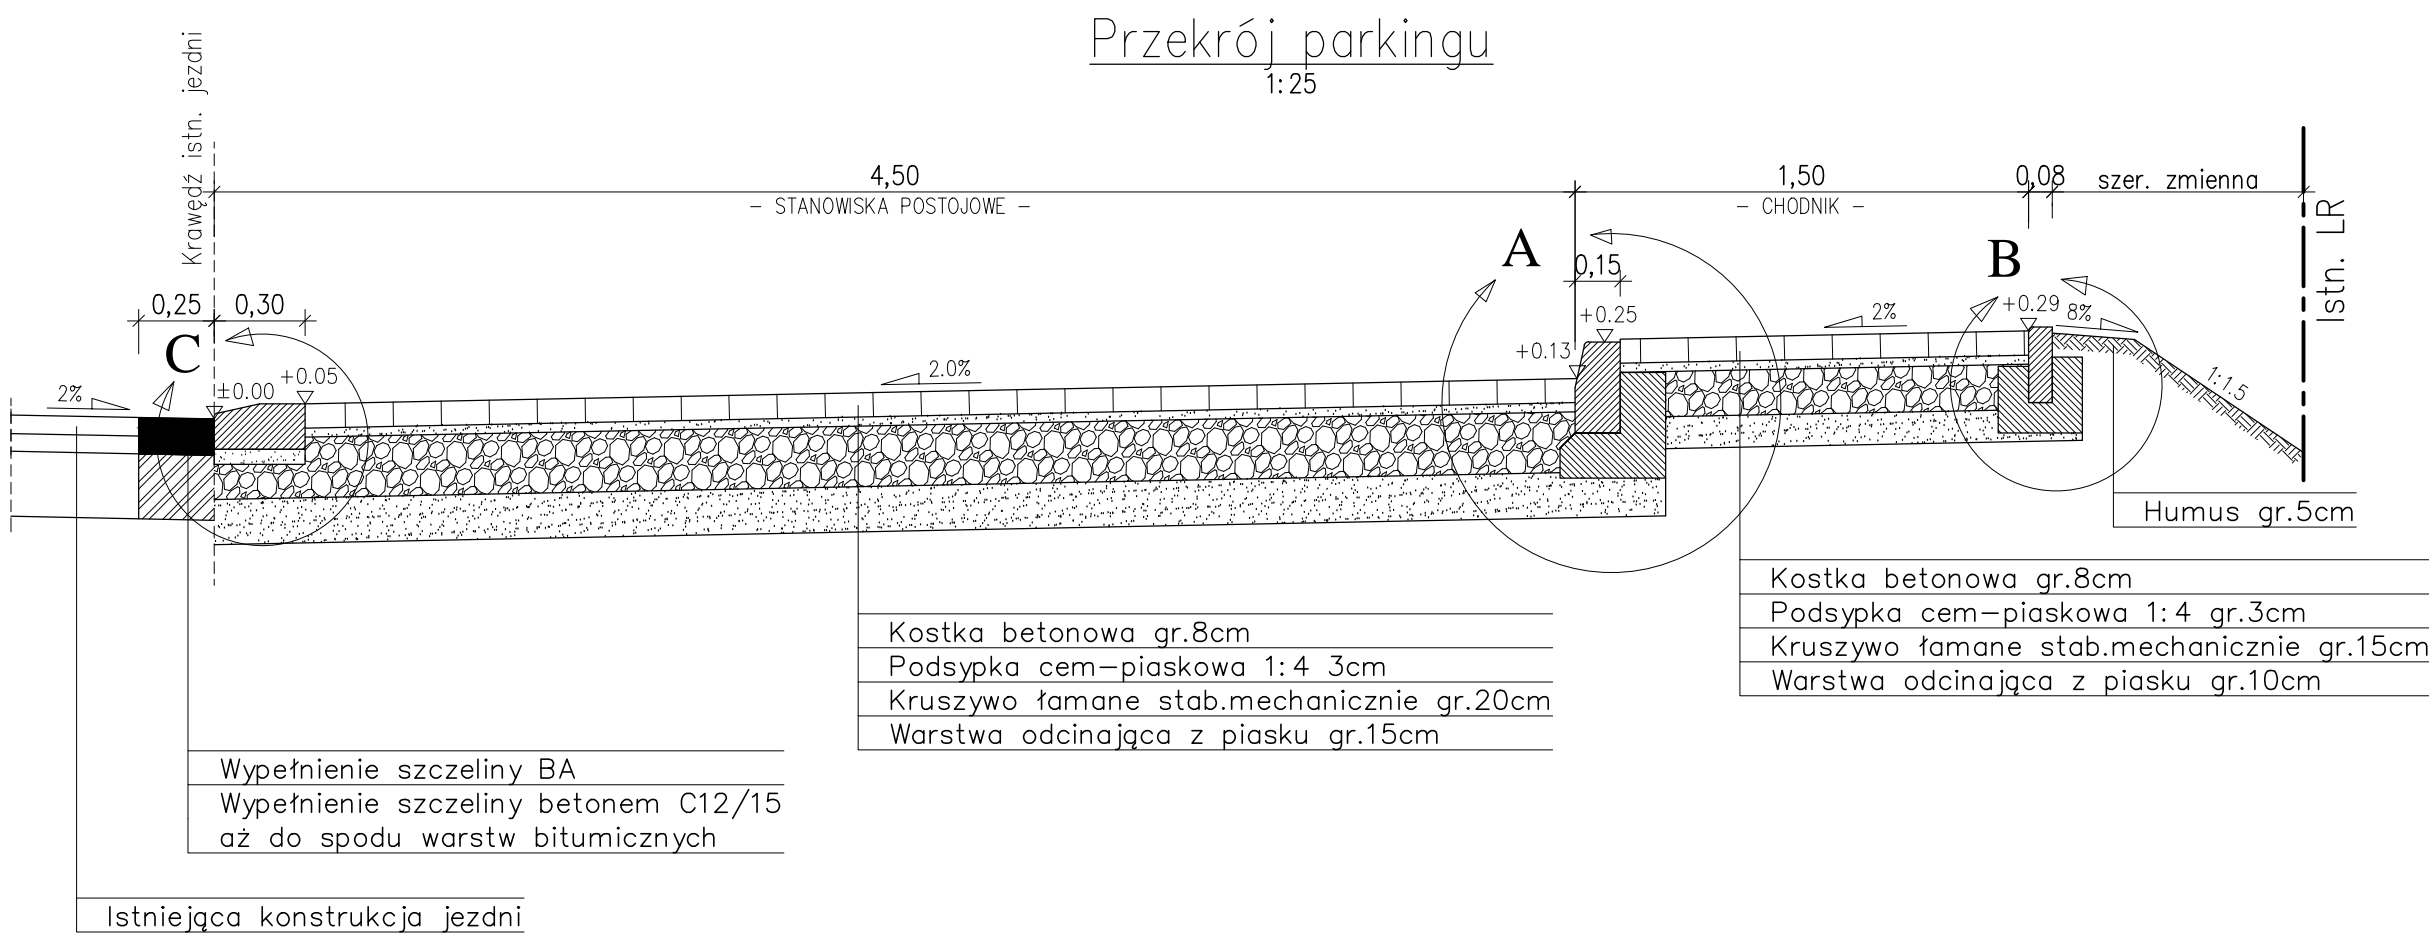 Przekrój parkingu
1:25
Krawędź istn. jezdni
4,50
1,50
0,08
szer. zmienna
– STANOWISKA POSTOJOWE –
– CHODNIK –
Istn. LR
A
B
0,15
0,25
0,30
+0.29
8%
+0.25
2%
C
+0.13
+0.05
2.0%
±0.00
2%
1:1.5
Humus gr.5cm
Kostka betonowa gr.8cm
Podsypka cem–piaskowa 1:4 gr.3cm
Kruszywo łamane stab.mechanicznie gr.15cm
Warstwa odcinająca z piasku gr.10cm
Kostka betonowa gr.8cm
Podsypka cem–piaskowa 1:4 3cm
Kruszywo łamane stab.mechanicznie gr.20cm
Warstwa odcinająca z piasku gr.15cm
Wypełnienie szczeliny BA
Wypełnienie szczeliny betonem C12/15
aż do spodu warstw bitumicznych
Istniejąca konstrukcja jezdni